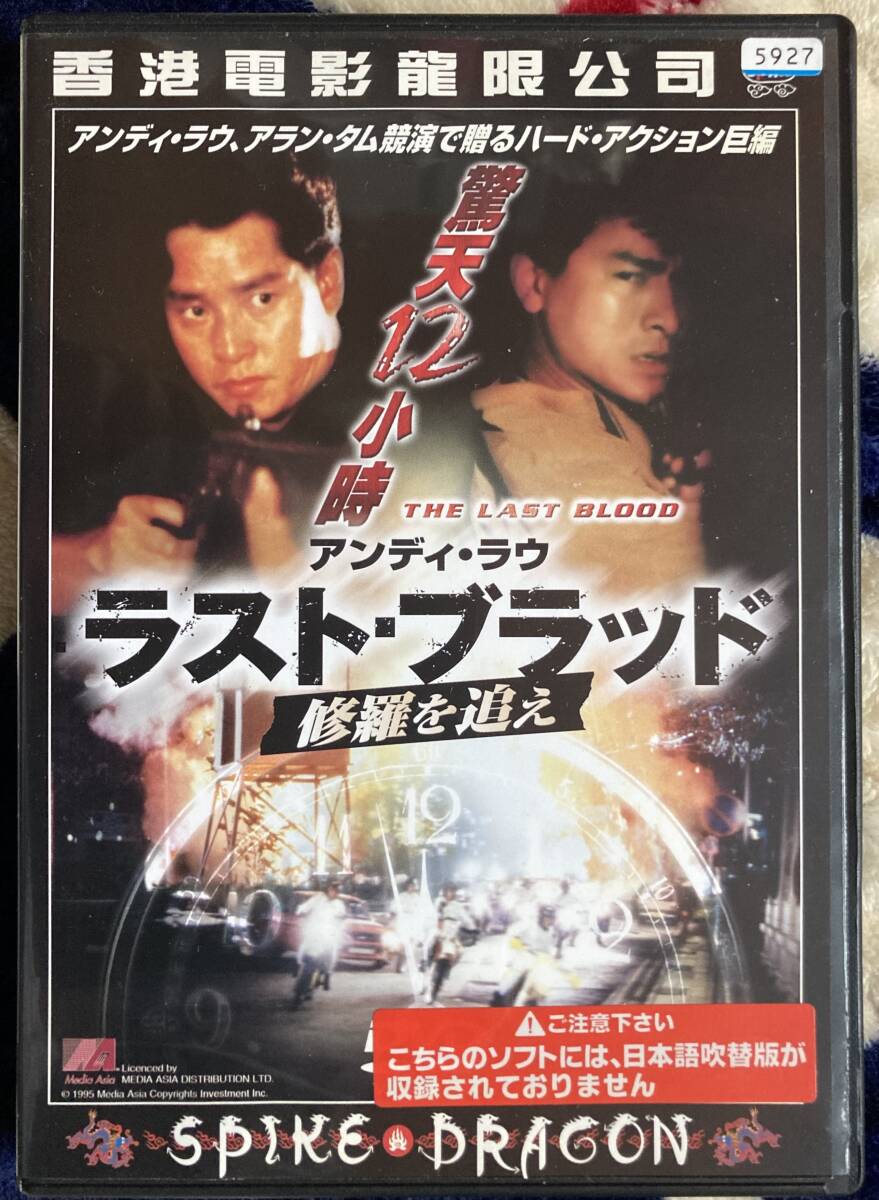 香港電影龍限公司
5927
アンディ・ラウ、アラン・タム競演で贈るハード・アクション巨編
驚天12小時
THE LAST BLOOD
アンディ・ラウ
ラスト・ブラッド
修羅を追え
11
12
10
9
2
ご注意下さい
こちらのソフトには、日本語吹替版が
収録されておりません
Media Asia
Licenced by
MEDIA ASIA DISTRIBUTION LTD.
© 1995 Media Asia Copyrights Investment Inc.
SPIKE DRAGON